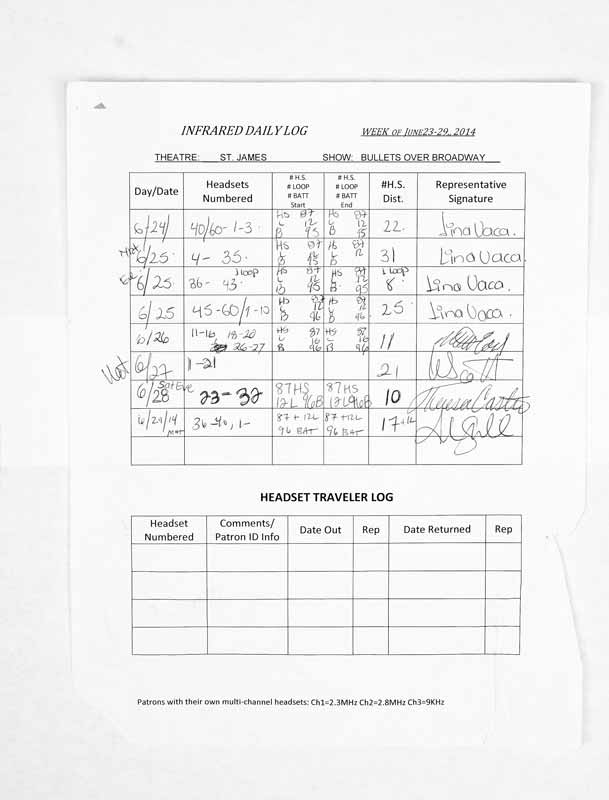 INFRARED DAILY LOG WEEK OF JUNE23-29, 2014
THEATRE: ST. JAMES SHOW: BULLETS OVER BROADWAY
Day/Date Headsets Numbered # H.S. # LOOP # BATT Start # H.S. # LOOP # BATT End #H.S. Dist. Representative Signature
6/24/ 40/60-1-3 HS 87 L 12 B 95 HS 87 L 12 B 95 22 Lina Vaca.
Mat 6/25 4-35 HS 87 L 12 B 95 HS 87 L 12 B 31 Lina Vaca.
Eve 6/25 36-43 1 loop HS 87 L 12 B 95 HS 87 L 12 B 95 1 loop 8 Lina Vaca.
6/25 45-60/1-10 HS 87 L 12 B 96 HS 87 L 12 B 96 25 Lina Vaca.
6/26 11-16 18-20 26-27 HS 87 L 12 B 96 HS 87 L 12 B 96 11
Mat 6/27 1-21 21
6/28 Sat Eve 23-32 87HS 12L 96B 87HS 12L 96B 10 Theresa Castro
6/29/14 MAT 36-40, 1- 87+12L 96 BAT 87+12L 96 BAT 17+1L
HEADSET TRAVELER LOG
Headset Numbered Comments/ Patron ID Info Date Out Rep Date Returned Rep
Patrons with their own multi-channel headsets: Ch1=2.3MHz Ch2=2.8MHz Ch3=9KHz